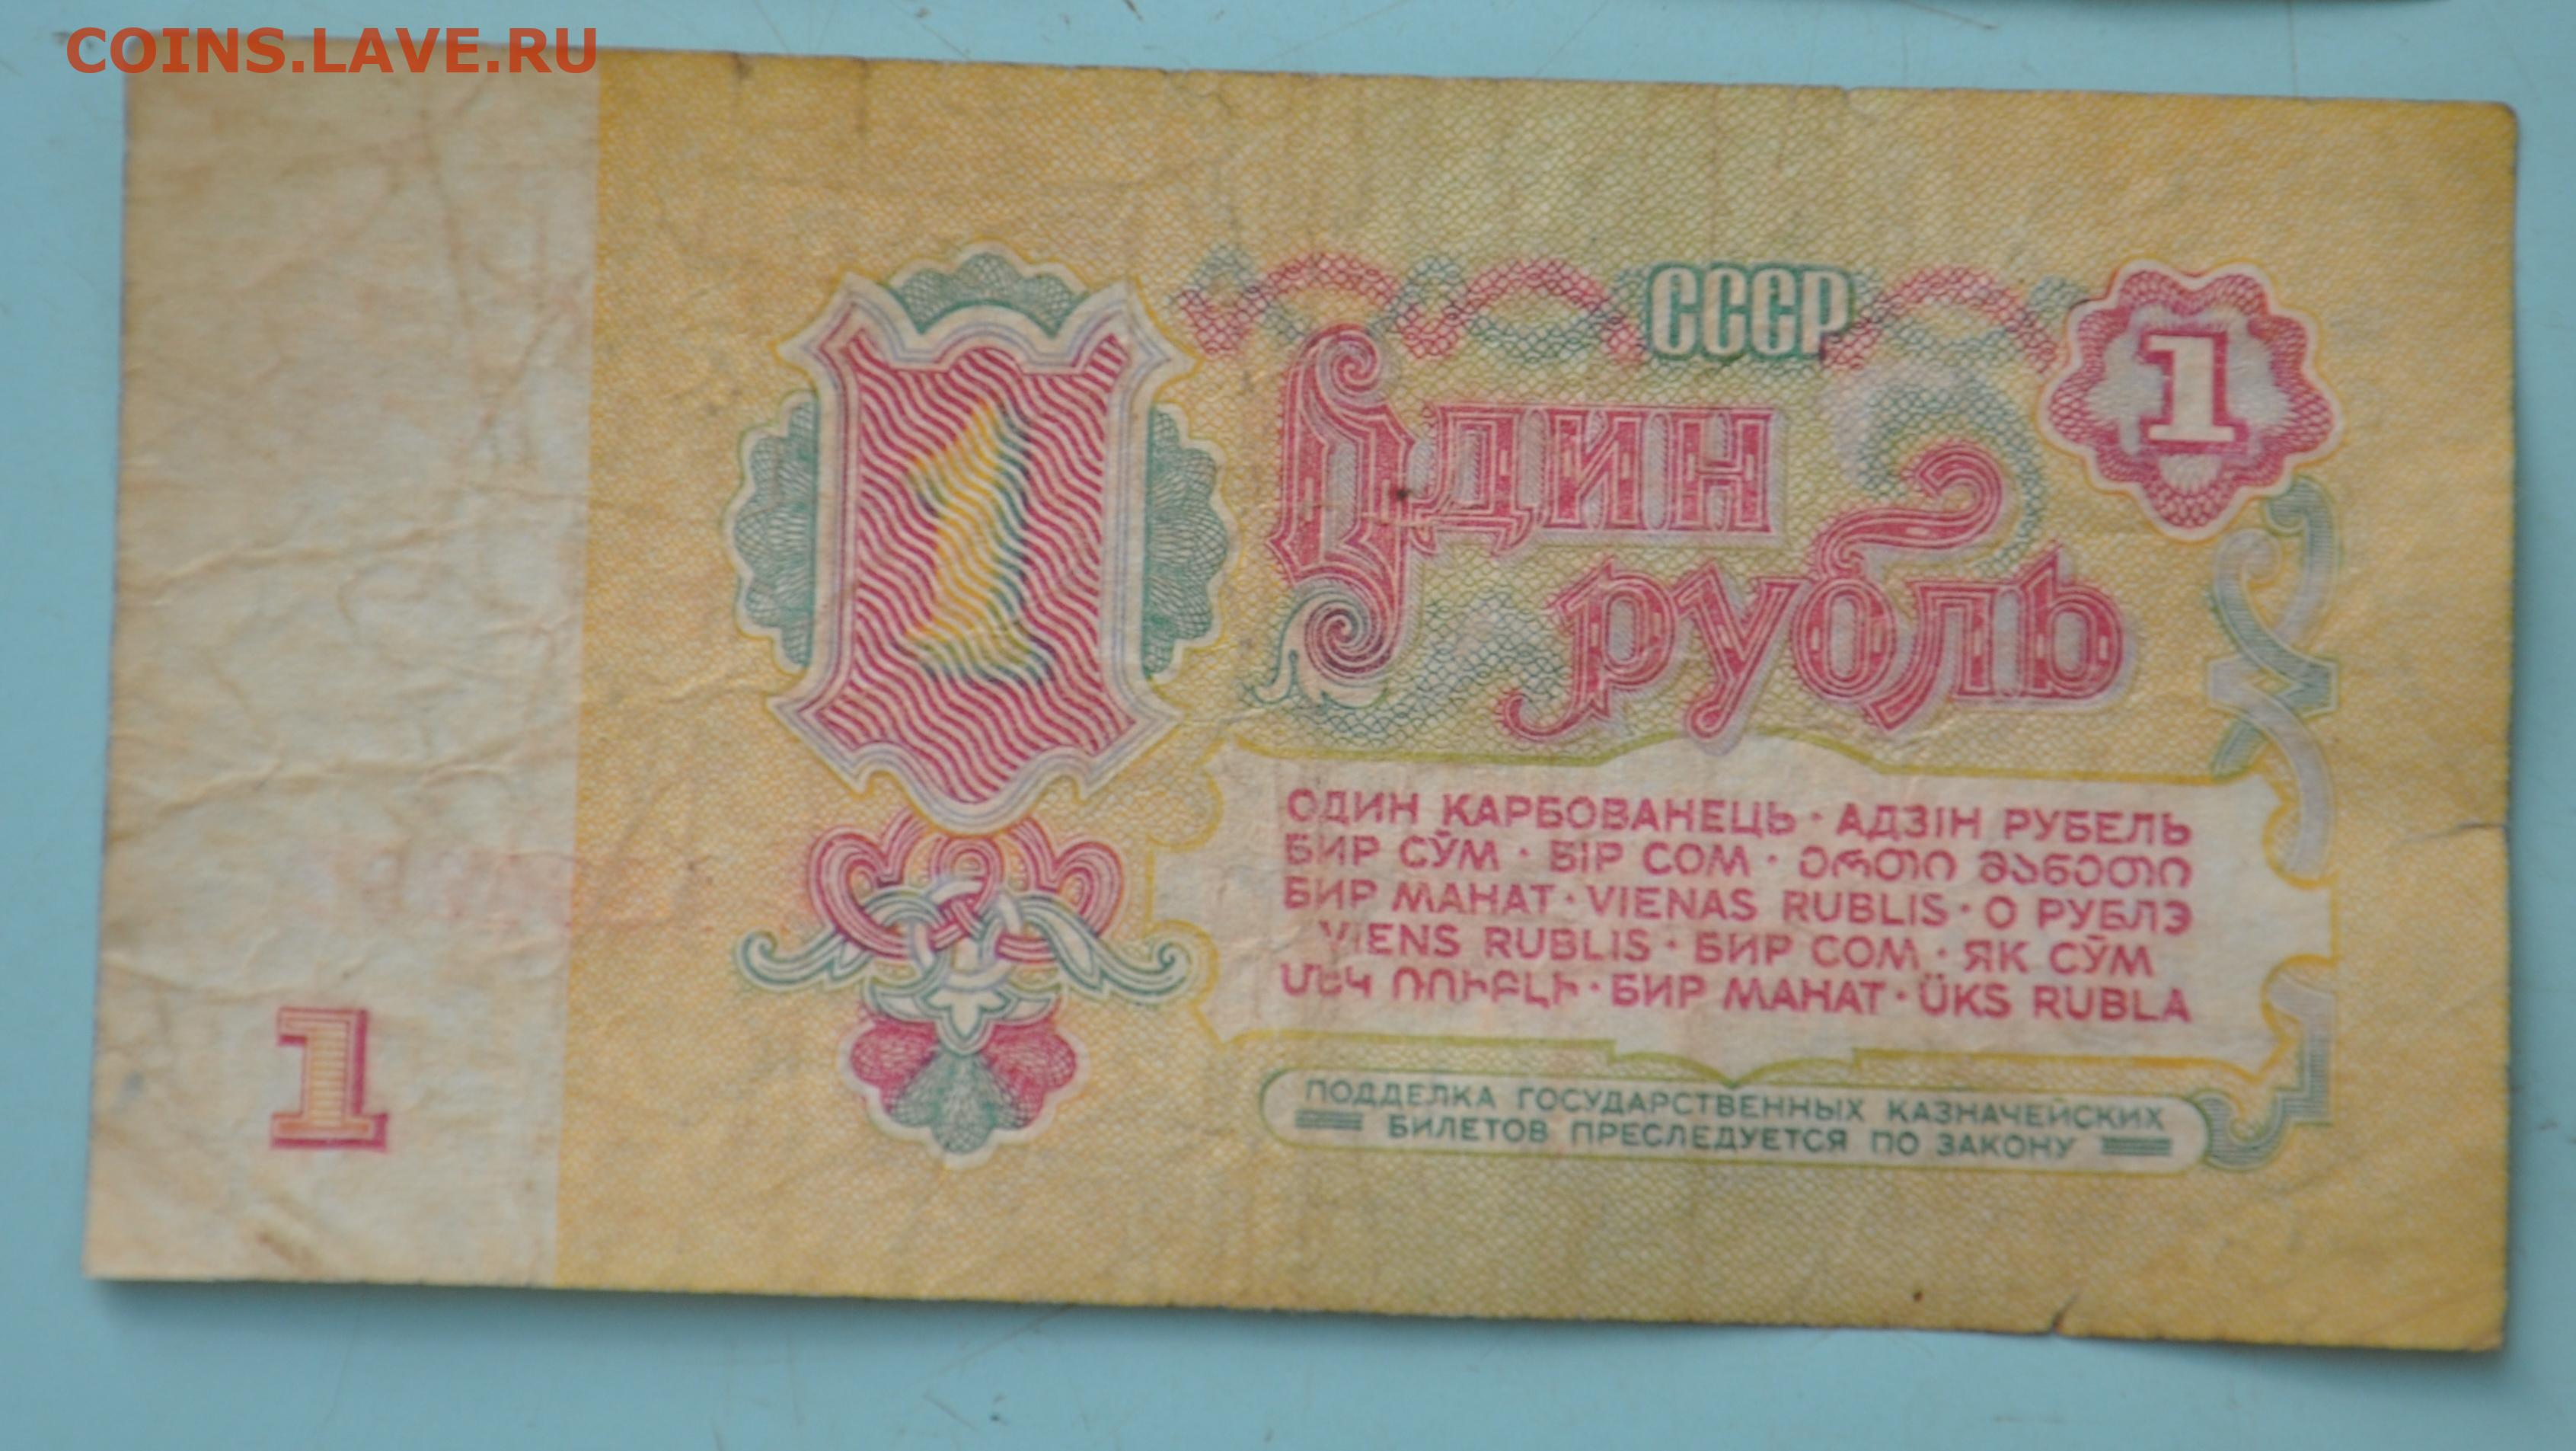 COINS.LAVE.RU
СССР
1
1
Один
рубль
ОДИН КАРБОВАНЕЦЬ · АДЗІН РУБЕЛЬ
БИР СЎМ · БІР СОМ · ერთი მანეთი
БИР МАНАТ · VIENAS RUBLIS · О РУБЛЭ
VIENS RUBLIS · БИР СОМ · ЯК СӮМ
ՄԵԿ ՌՈՒԲԼԻ · БИР МАНАТ · ÜKS RUBLA
1
ПОДДЕЛКА ГОСУДАРСТВЕННЫХ КАЗНАЧЕЙСКИХ
БИЛЕТОВ ПРЕСЛЕДУЕТСЯ ПО ЗАКОНУ